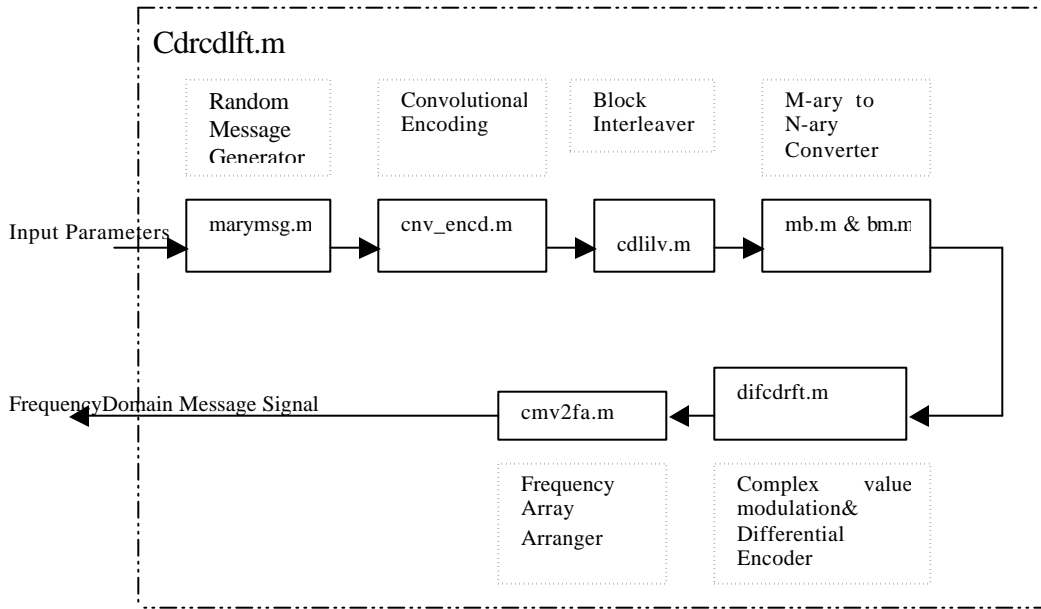 Cdrcdlft.m
Random
Message
Generator
Convolutional
Encoding
Block
Interleaver
M-ary to
N-ary
Converter
Input Parameters
marymsg.m
cnv_encd.m
cdlilv.m
mb.m & bm.m
FrequencyDomain Message Signal
cmv2fa.m
difcdrft.m
Frequency
Array
Arranger
Complex value
modulation&
Differential
Encoder